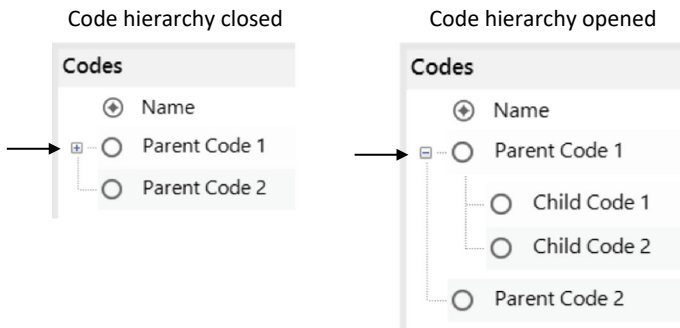 Code hierarchy closed
Codes
Name
Parent Code 1
Parent Code 2
Code hierarchy opened
Codes
Name
Parent Code 1
Child Code 1
Child Code 2
Parent Code 2